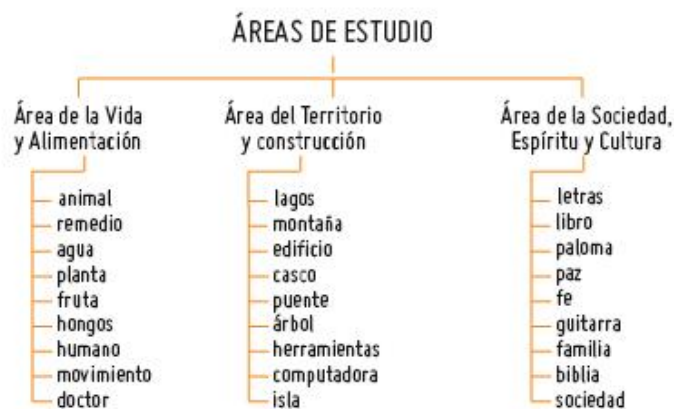 ÁREAS DE ESTUDIO
Área de la Vida
y Alimentación
animal
remedio
agua
planta
fruta
hongos
humano
movimiento
doctor
Área del Territorio
y construcción
lagos
montaña
edificio
casco
puente
árbol
herramientas
computadora
isla
Área de la Sociedad,
Espíritu y Cultura
letras
libro
paloma
paz
fe
guitarra
familia
biblia
sociedad